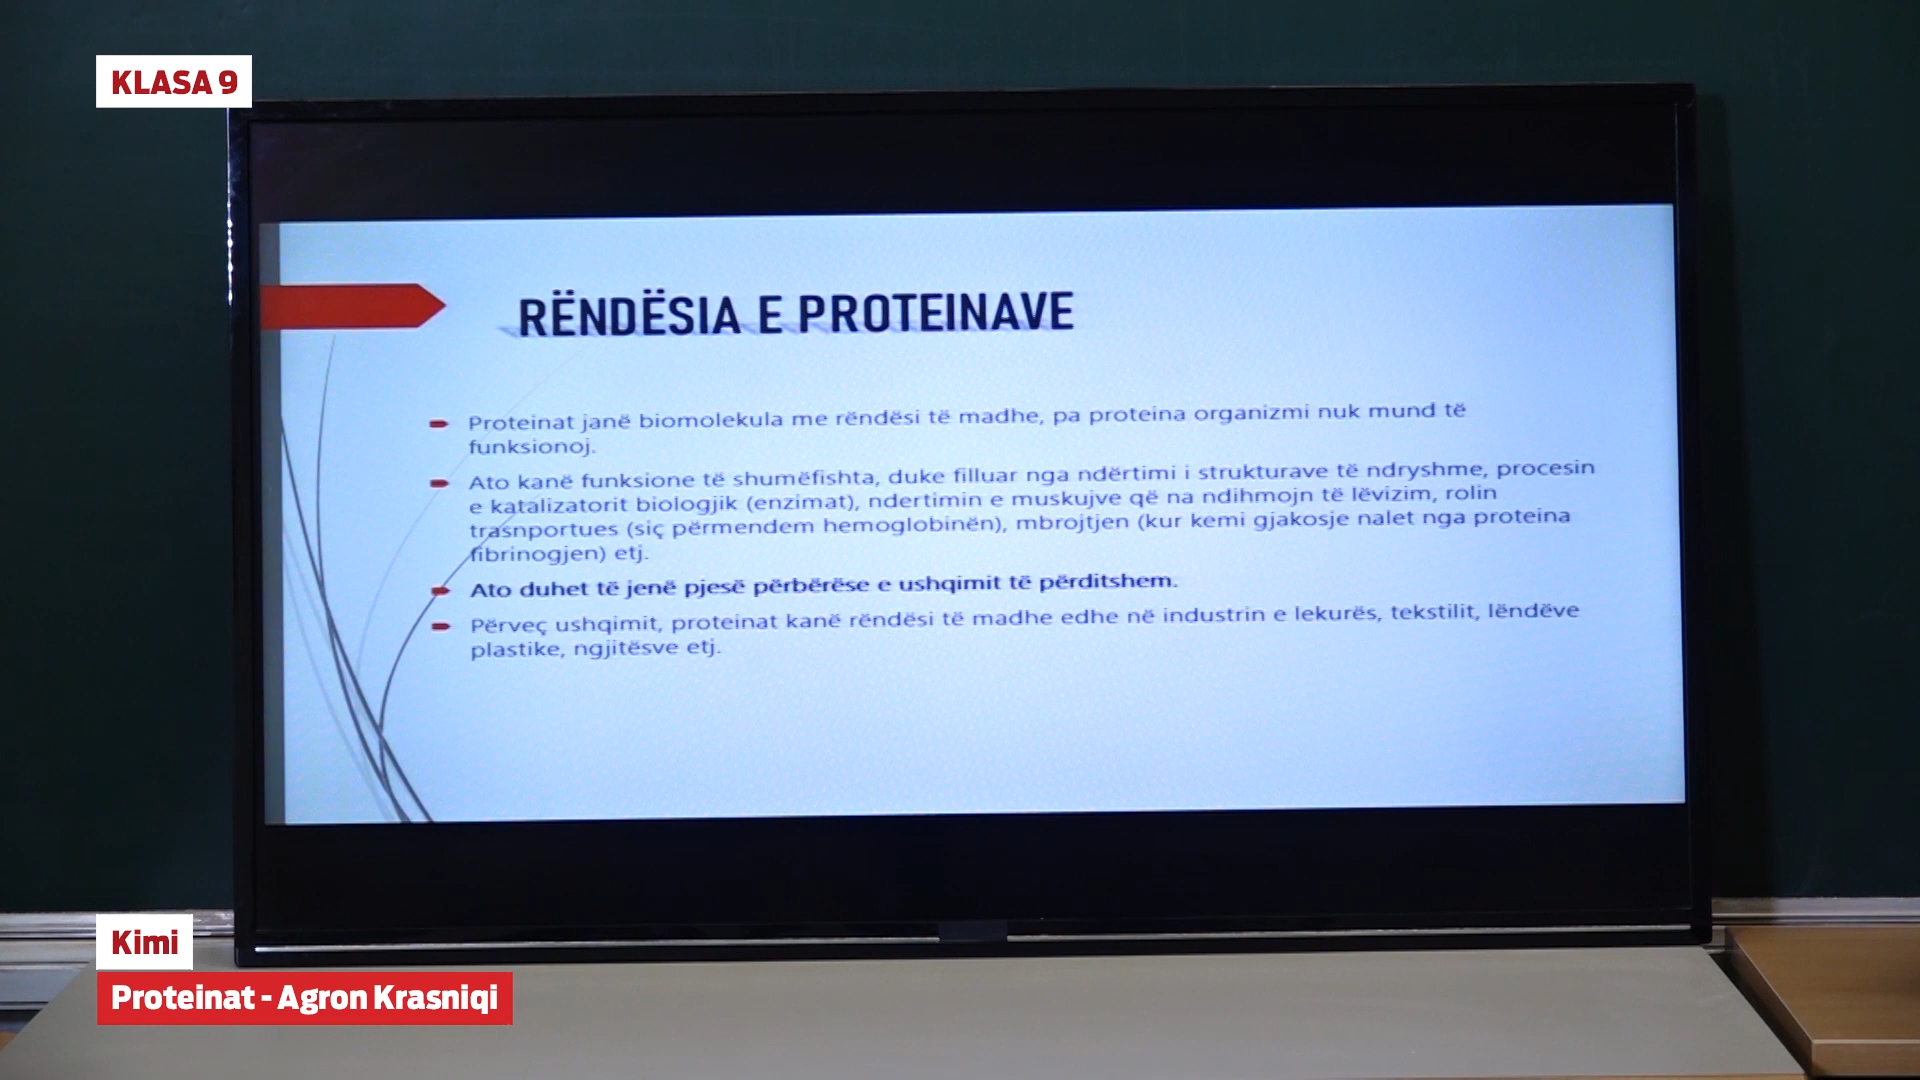 KLASA 9
RËNDËSIA E PROTEINAVE
Proteinat janë biomolekula me rëndësi të madhe, pa proteina organizmi nuk mund të
funksionoj.
Ato kanë funksione të shumëfishta, duke filluar nga ndërtimi i strukturave të ndryshme, procesin
e katalizatorit biologjik (enzimat), ndertimin e muskujve që na ndihmojn të lëvizim, rolin
trasnportues (siç përmendem hemoglobinën), mbrojtjen (kur kemi gjakosje nalet nga proteina
fibrinogjen) etj.
Ato duhet të jenë pjesë përbërëse e ushqimit të përditshem.
Përveç ushqimit, proteinat kanë rëndësi të madhe edhe në industrin e lekurës, tekstilit, lëndëve
plastike, ngjitësve etj.
Kimi
Proteinat - Agron Krasniqi